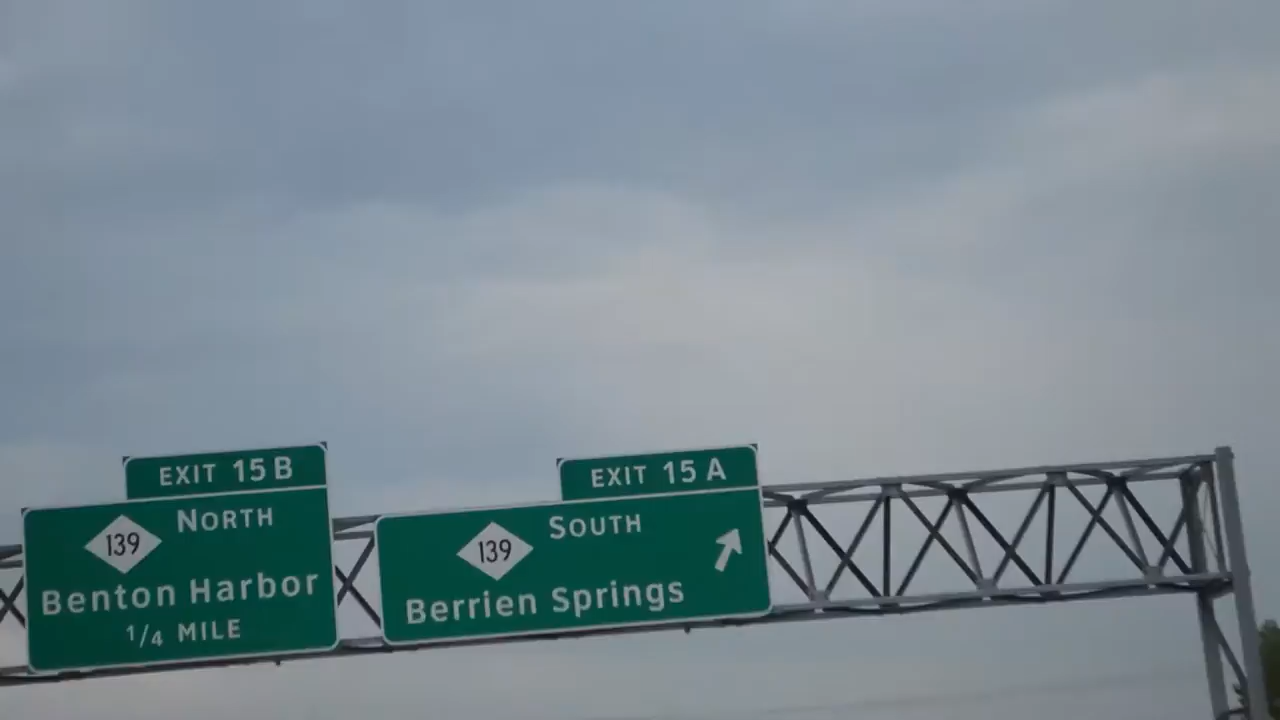 EXIT 15 B
139 NORTH
Benton Harbor
1/4 MILE
EXIT 15 A
139 SOUTH
Berrien Springs